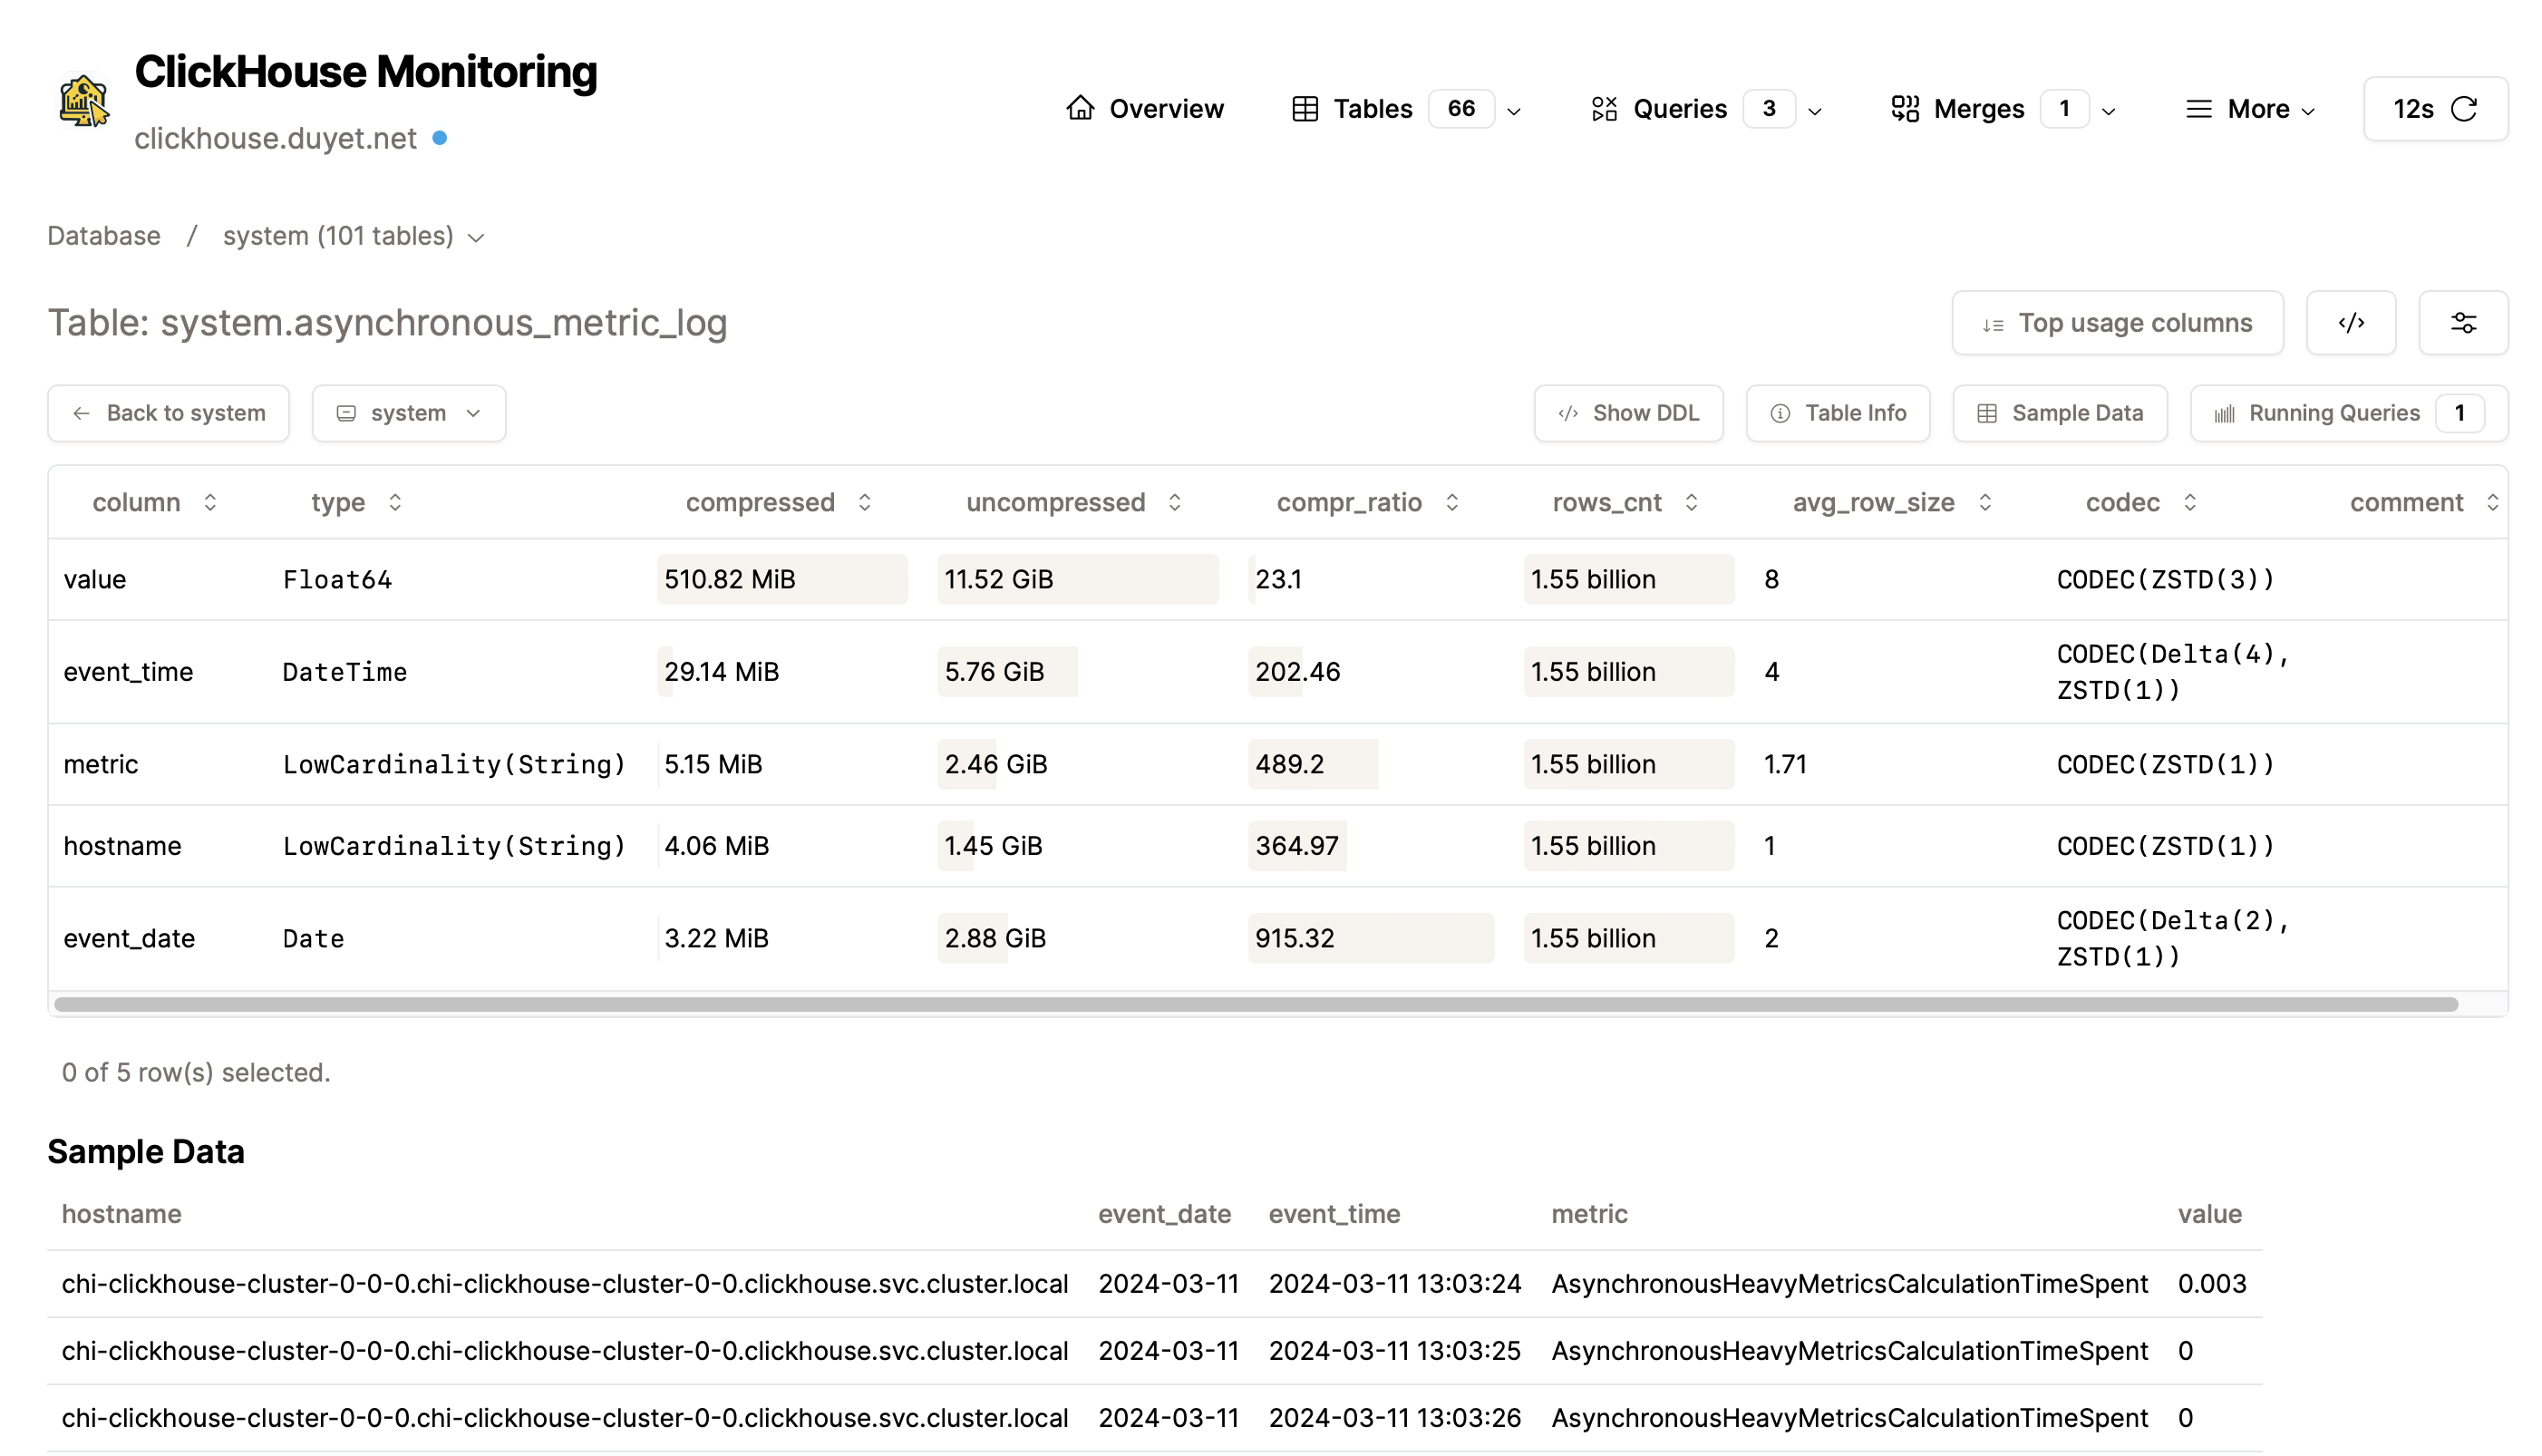 ClickHouse Monitoring
clickhouse.duyet.net
Overview Tables 66 Queries 3 Merges 1 More 12s
Database / system (101 tables)
Table: system.asynchronous_metric_log
Top usage columns </>
Back to system system </> Show DDL Table Info Sample Data Running Queries 1
column type compressed uncompressed compr_ratio rows_cnt avg_row_size codec comment
value Float64 510.82 MiB 11.52 GiB 23.1 1.55 billion 8 CODEC(ZSTD(3))
event_time DateTime 29.14 MiB 5.76 GiB 202.46 1.55 billion 4 CODEC(Delta(4),
ZSTD(1))
metric LowCardinality(String) 5.15 MiB 2.46 GiB 489.2 1.55 billion 1.71 CODEC(ZSTD(1))
hostname LowCardinality(String) 4.06 MiB 1.45 GiB 364.97 1.55 billion 1 CODEC(ZSTD(1))
event_date Date 3.22 MiB 2.88 GiB 915.32 1.55 billion 2 CODEC(Delta(2),
ZSTD(1))
0 of 5 row(s) selected.
Sample Data
hostname event_date event_time metric value
chi-clickhouse-cluster-0-0-0.chi-clickhouse-cluster-0-0.clickhouse.svc.cluster.local 2024-03-11 2024-03-11 13:03:24 AsynchronousHeavyMetricsCalculationTimeSpent 0.003
chi-clickhouse-cluster-0-0-0.chi-clickhouse-cluster-0-0.clickhouse.svc.cluster.local 2024-03-11 2024-03-11 13:03:25 AsynchronousHeavyMetricsCalculationTimeSpent 0
chi-clickhouse-cluster-0-0-0.chi-clickhouse-cluster-0-0.clickhouse.svc.cluster.local 2024-03-11 2024-03-11 13:03:26 AsynchronousHeavyMetricsCalculationTimeSpent 0